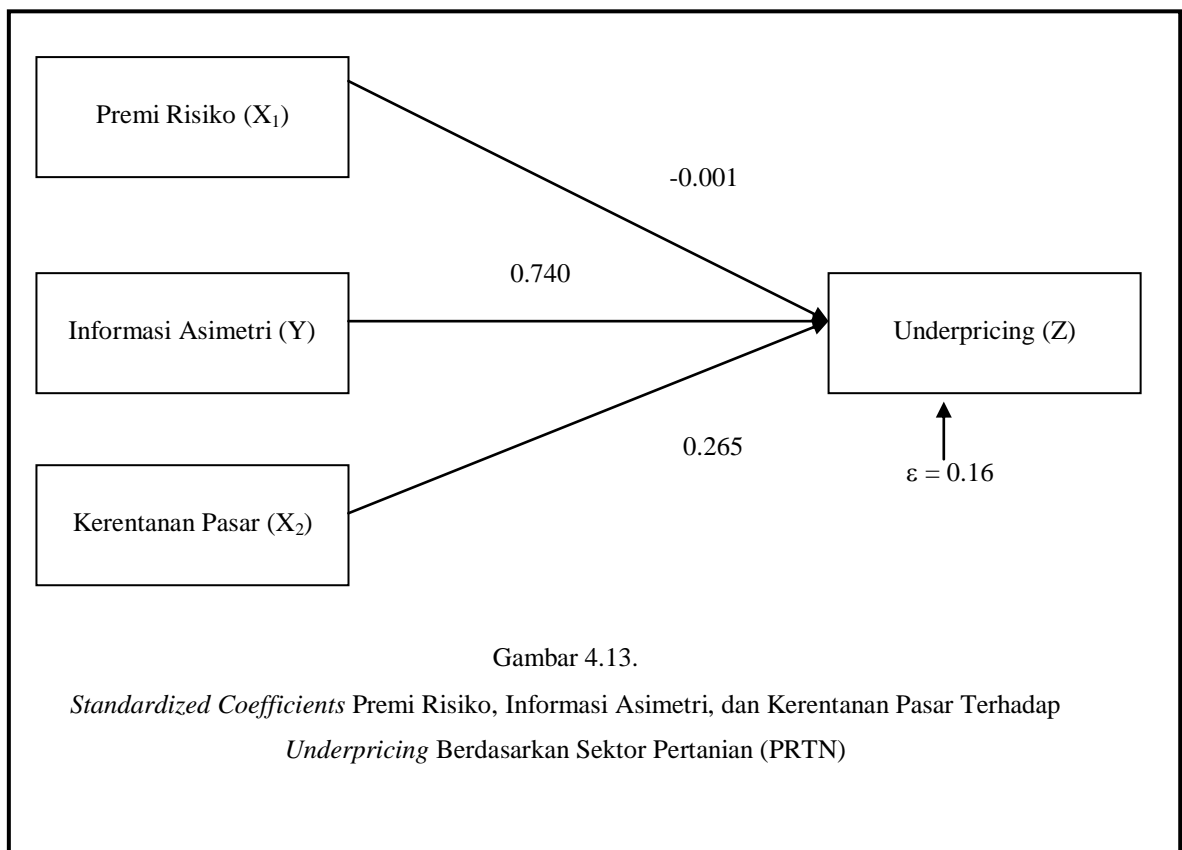 Premi Risiko (X₁)
-0.001
0.740
Informasi Asimetri (Y)
Underpricing (Z)
0.265
ε = 0.16
Kerentanan Pasar (X₂)
Gambar 4.13.
Standardized Coefficients Premi Risiko, Informasi Asimetri, dan Kerentanan Pasar Terhadap
Underpricing Berdasarkan Sektor Pertanian (PRTN)